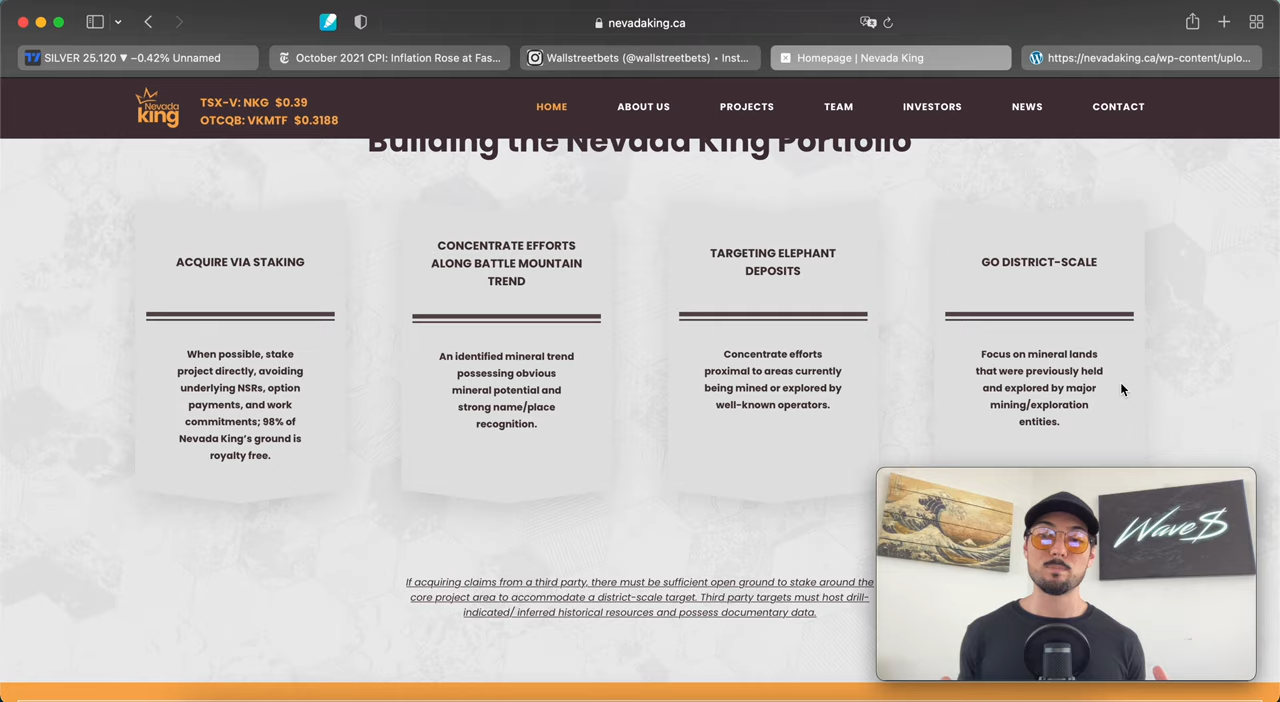 nevadaking.ca
SILVER 25.120 ▼ −0.42% Unnamed
October 2021 CPI: Inflation Rose at Fas...
Wallstreetbets (@wallstreetbets) • Inst...
Homepage | Nevada King
https://nevadaking.ca/wp-content/uplo...
Nevada
king
TSX-V: NKG $0.39
OTCQB: VKMTF $0.3188
HOME
ABOUT US
PROJECTS
TEAM
INVESTORS
NEWS
CONTACT
Building the Nevada King Portfolio
ACQUIRE VIA STAKING
When possible, stake
project directly, avoiding
underlying NSRs, option
payments, and work
commitments; 98% of
Nevada King's ground is
royalty free.
CONCENTRATE EFFORTS
ALONG BATTLE MOUNTAIN
TREND
An identified mineral trend
possessing obvious
mineral potential and
strong name/place
recognition.
TARGETING ELEPHANT
DEPOSITS
Concentrate efforts
proximal to areas currently
being mined or explored by
well-known operators.
GO DISTRICT-SCALE
Focus on mineral lands
that were previously held
and explored by major
mining/exploration
entities.
If acquiring claims from a third party, there must be sufficient open ground to stake around the
core project area to accommodate a district-scale target. Third party targets must host drill-
indicated/ inferred historical resources and possess documentary data.
Wave$